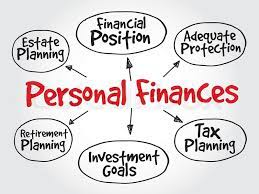 Financial
Position
Estate
Planning
Adequate
Protection
Personal Finances
Retirement
Planning
Tax
Planning
Investment
Goals